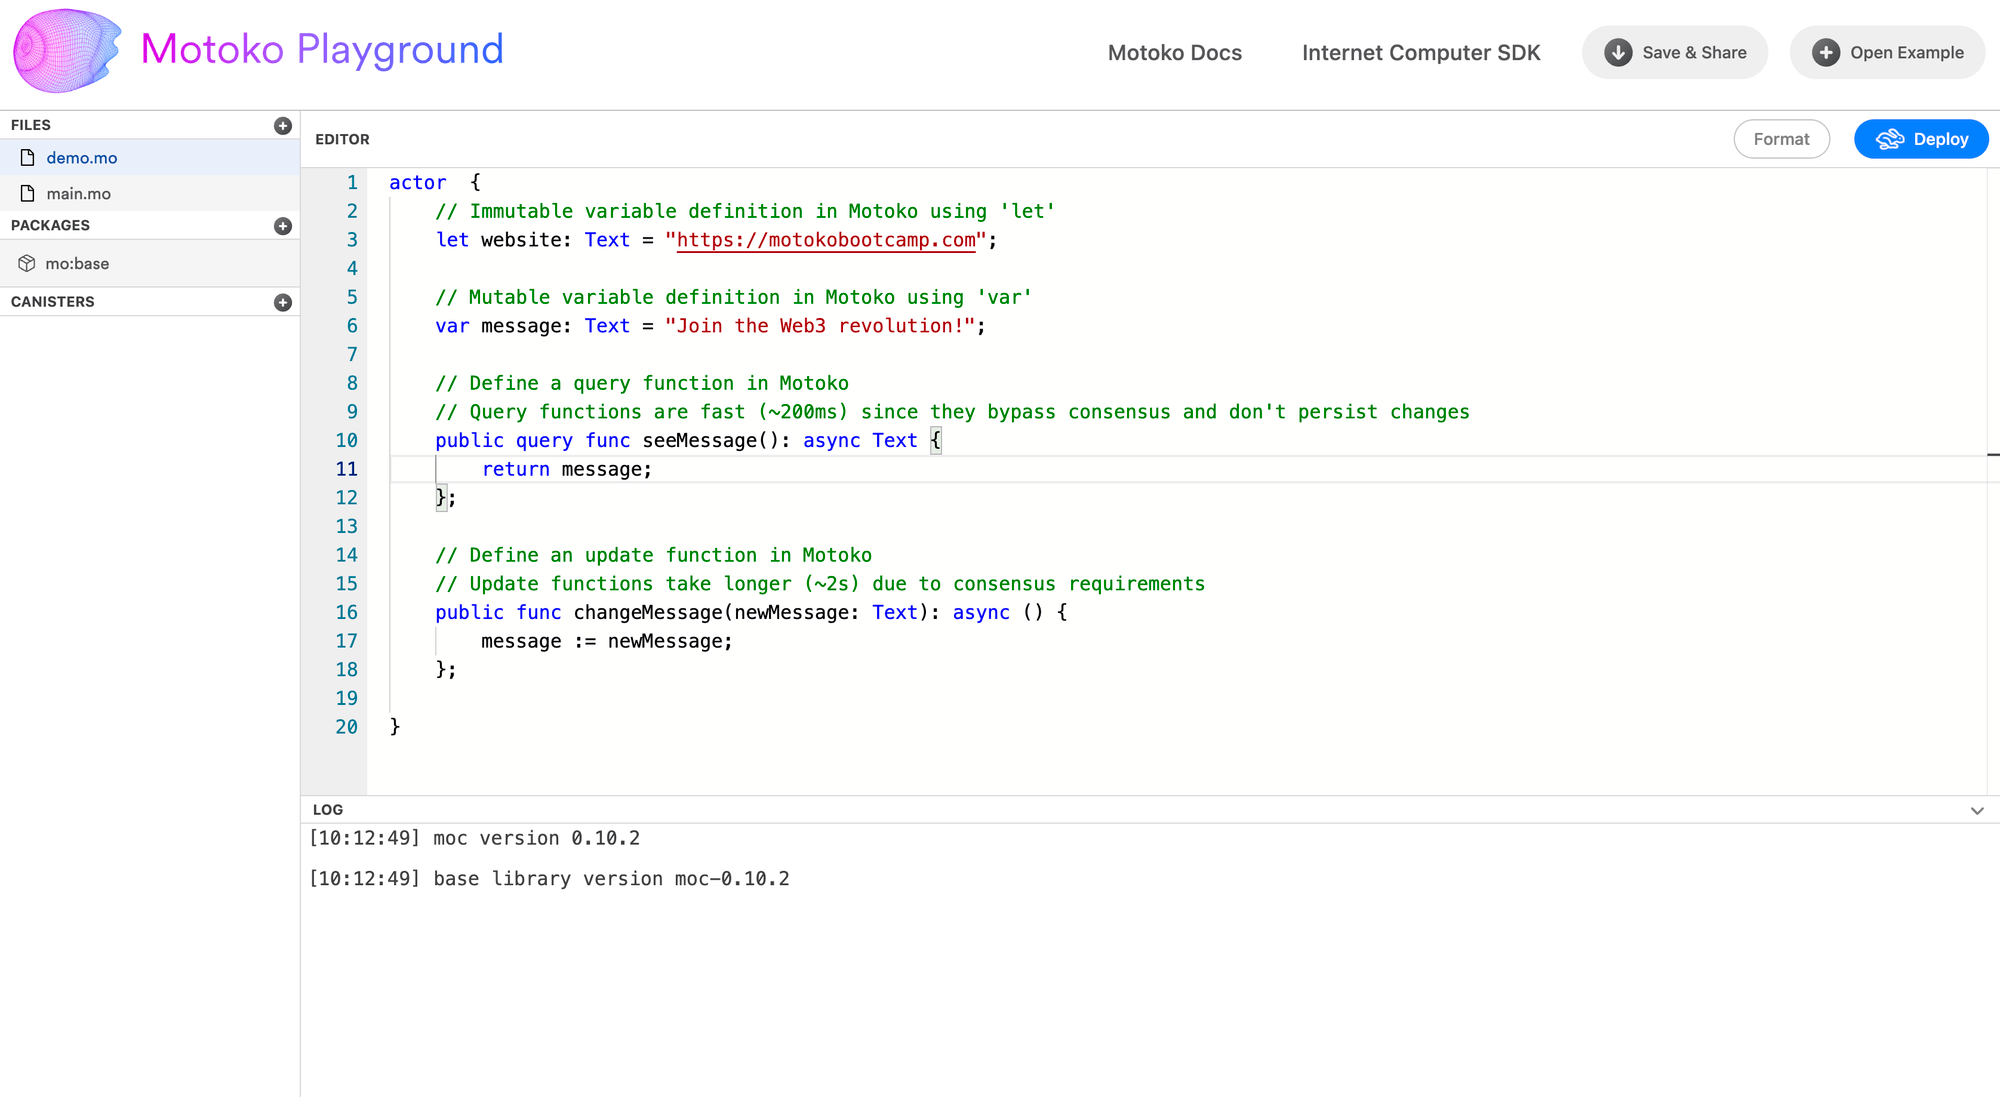 Motoko Playground
Motoko Docs
Internet Computer SDK
Save & Share
Open Example
FILES
demo.mo
main.mo
PACKAGES
mo:base
CANISTERS
EDITOR
Format
Deploy
1 actor  {
2     // Immutable variable definition in Motoko using 'let'
3     let website: Text = "https://motokobootcamp.com";
4
5     // Mutable variable definition in Motoko using 'var'
6     var message: Text = "Join the Web3 revolution!";
7
8     // Define a query function in Motoko
9     // Query functions are fast (~200ms) since they bypass consensus and don't persist changes
10     public query func seeMessage(): async Text {
11         return message;
12     };
13
14     // Define an update function in Motoko
15     // Update functions take longer (~2s) due to consensus requirements
16     public func changeMessage(newMessage: Text): async () {
17         message := newMessage;
18     };
19
20 }
LOG
[10:12:49] moc version 0.10.2
[10:12:49] base library version moc-0.10.2